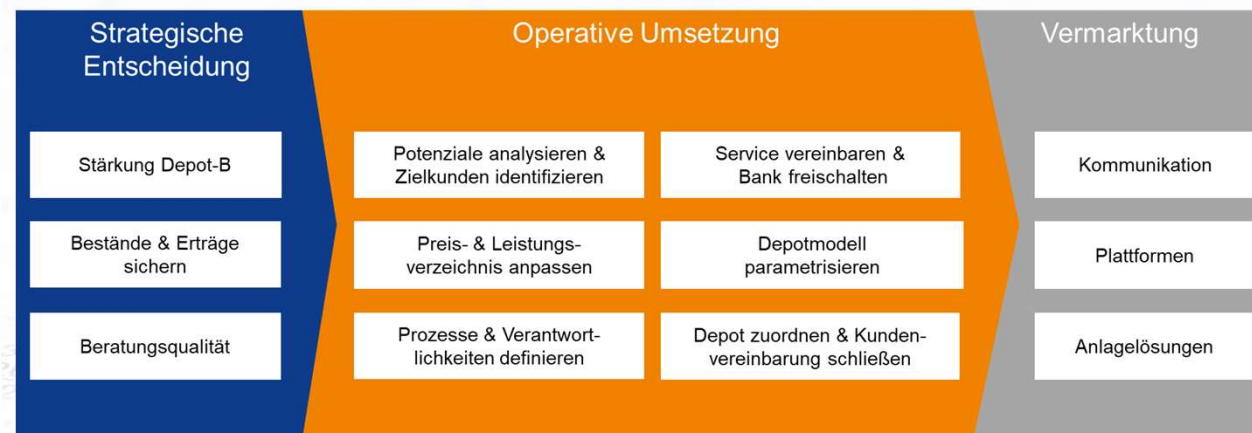 Strategische
Entscheidung
Stärkung Depot-B
Bestände & Erträge
sichern
Beratungsqualität
Operative Umsetzung
Potenziale analysieren &
Zielkunden identifizieren
Service vereinbaren &
Bank freischalten
Preis- & Leistungs-
verzeichnis anpassen
Depotmodell
parametrisieren
Prozesse & Verantwort-
lichkeiten definieren
Depot zuordnen & Kunden-
vereinbarung schließen
Vermarktung
Kommunikation
Plattformen
Anlagelösungen